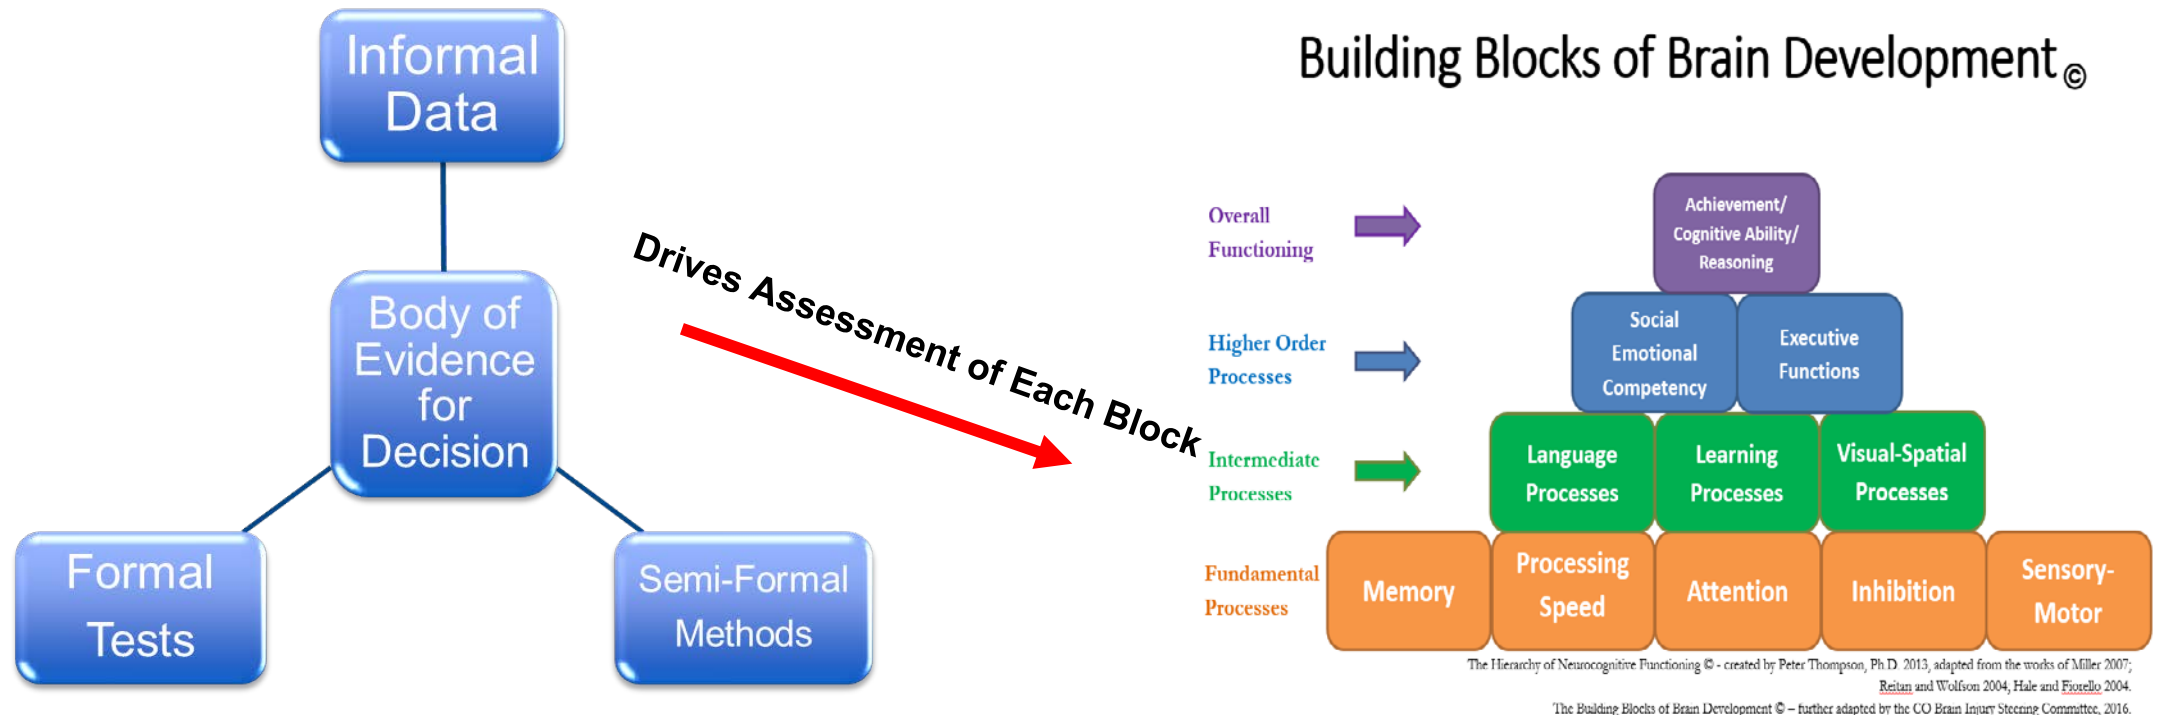 Informal
Data
Body of
Evidence
for
Decision
Formal
Tests
Semi-Formal
Methods
Drives Assessment of Each Block
Building Blocks of Brain Development ©
Overall
Functioning
Achievement/
Cognitive Ability/
Reasoning
Higher Order
Processes
Social
Emotional
Competency
Executive
Functions
Intermediate
Processes
Language
Processes
Learning
Processes
Visual-Spatial
Processes
Fundamental
Processes
Memory
Processing
Speed
Attention
Inhibition
Sensory-
Motor
The Hierarchy of Neurocognitive Functioning © - created by Peter Thompson, Ph.D. 2013, adapted from the works of Miller 2007;
Reitan and Wolfson 2004, Hale and Fiorello 2004.
The Building Blocks of Brain Development © – further adapted by the CO Brain Injury Steering Committee, 2016.